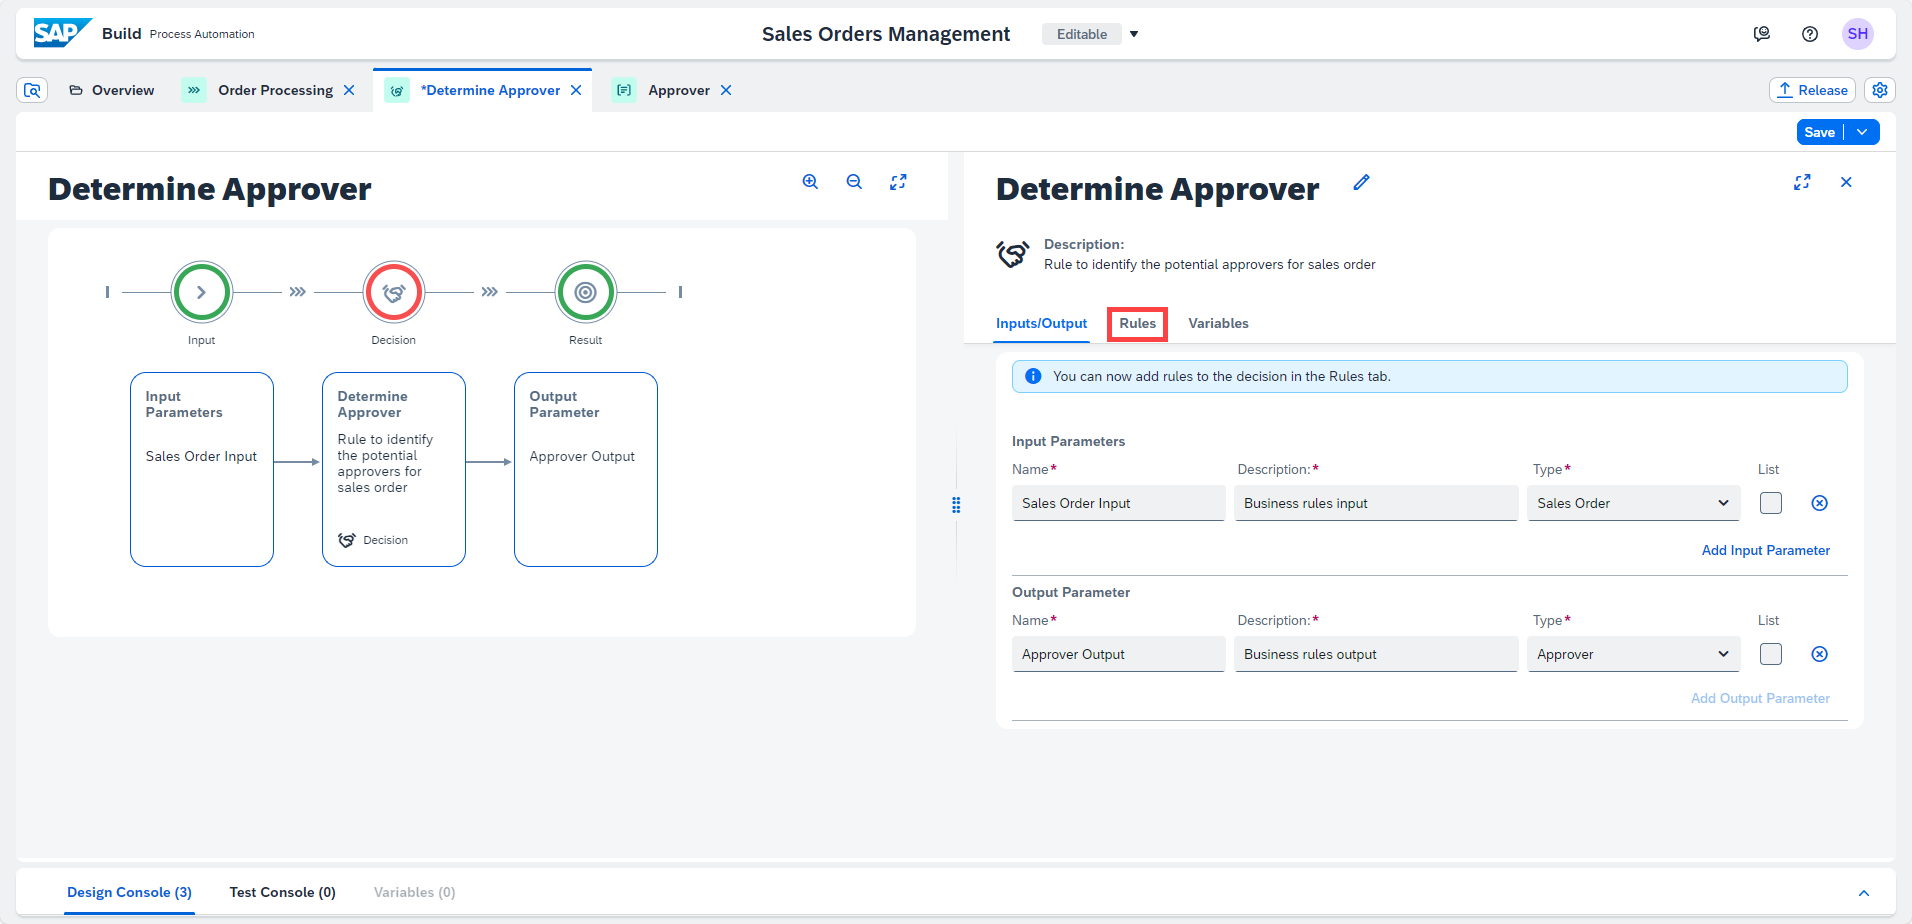 SAP Build Process Automation
Sales Orders Management
Editable
SH
Overview
Order Processing
*Determine Approver
Approver
Release
Save
Determine Approver
Input
Decision
Result
Input
Parameters
Sales Order Input
Determine
Approver
Rule to identify
the potential
approvers for
sales order
Decision
Output
Parameter
Approver Output
Determine Approver
Description:
Rule to identify the potential approvers for sales order
Inputs/Output
Rules
Variables
You can now add rules to the decision in the Rules tab.
Input Parameters
Name* Description:* Type* List
Sales Order Input Business rules input Sales Order
Add Input Parameter
Output Parameter
Name* Description:* Type* List
Approver Output Business rules output Approver
Add Output Parameter
Design Console (3)
Test Console (0)
Variables (0)